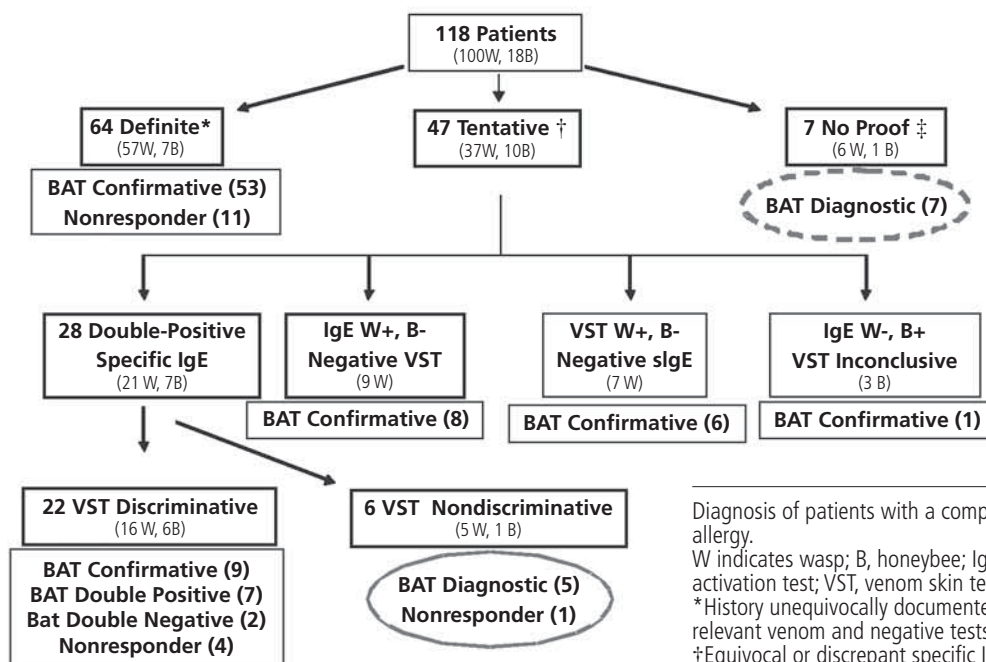 118 Patients
(100W, 18B)
64 Definite*
(57W, 7B)
BAT Confirmative (53)
Nonresponder (11)
47 Tentative †
(37W, 10B)
7 No Proof ‡
(6 W, 1 B)
BAT Diagnostic (7)
28 Double-Positive
Specific IgE
(21 W, 7B)
IgE W+, B-
Negative VST
(9 W)
BAT Confirmative (8)
VST W+, B-
Negative sIgE
(7 W)
BAT Confirmative (6)
IgE W-, B+
VST Inconclusive
(3 B)
BAT Confirmative (1)
22 VST Discriminative
(16 W, 6B)
BAT Confirmative (9)
BAT Double Positive (7)
Bat Double Negative (2)
Nonresponder (4)
6 VST Nondiscriminative
(5 W, 1 B)
BAT Diagnostic (5)
Nonresponder (1)
Diagnosis of patients with a comp
allergy.
W indicates wasp; B, honeybee; Ig
activation test; VST, venom skin te
*History unequivocally documente
relevant venom and negative tests
†Equivocal or discrepant specific I